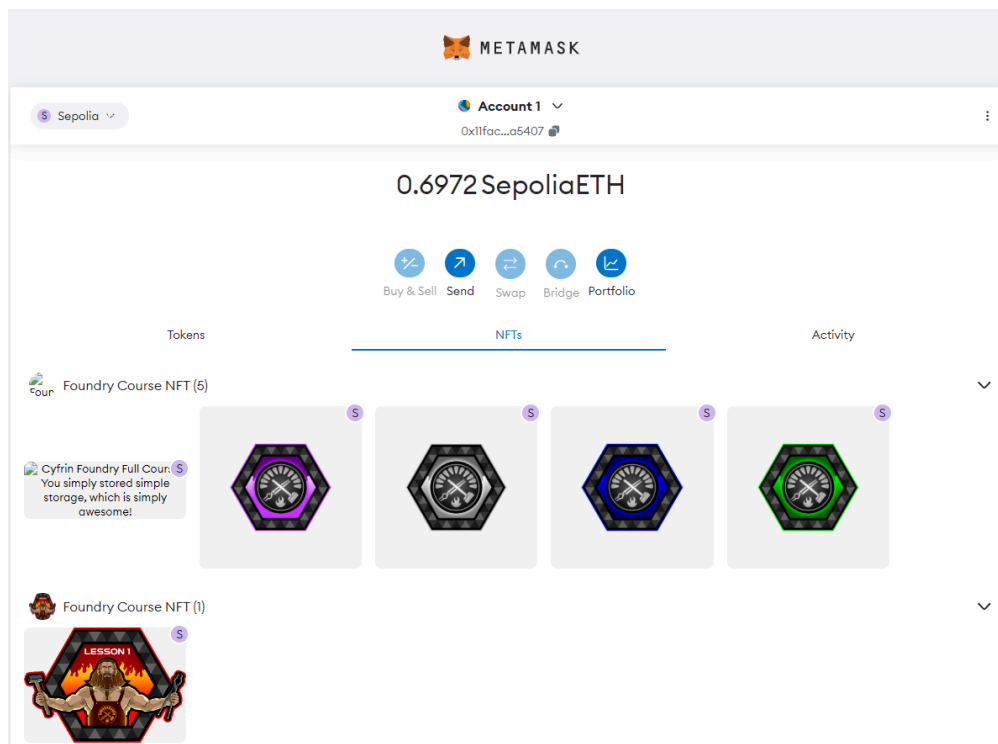 METAMASK
S Sepolia
Account 1
0x11fac...a5407
0.6972 SepoliaETH
Buy & Sell Send Swap Bridge Portfolio
Tokens NFTs Activity
Four
Foundry Course NFT (5)
S S S S
Cyfrin Foundry Full Cour S
You simply stored simple
storage, which is simply
awesome!
Foundry Course NFT (1)
S
LESSON 1